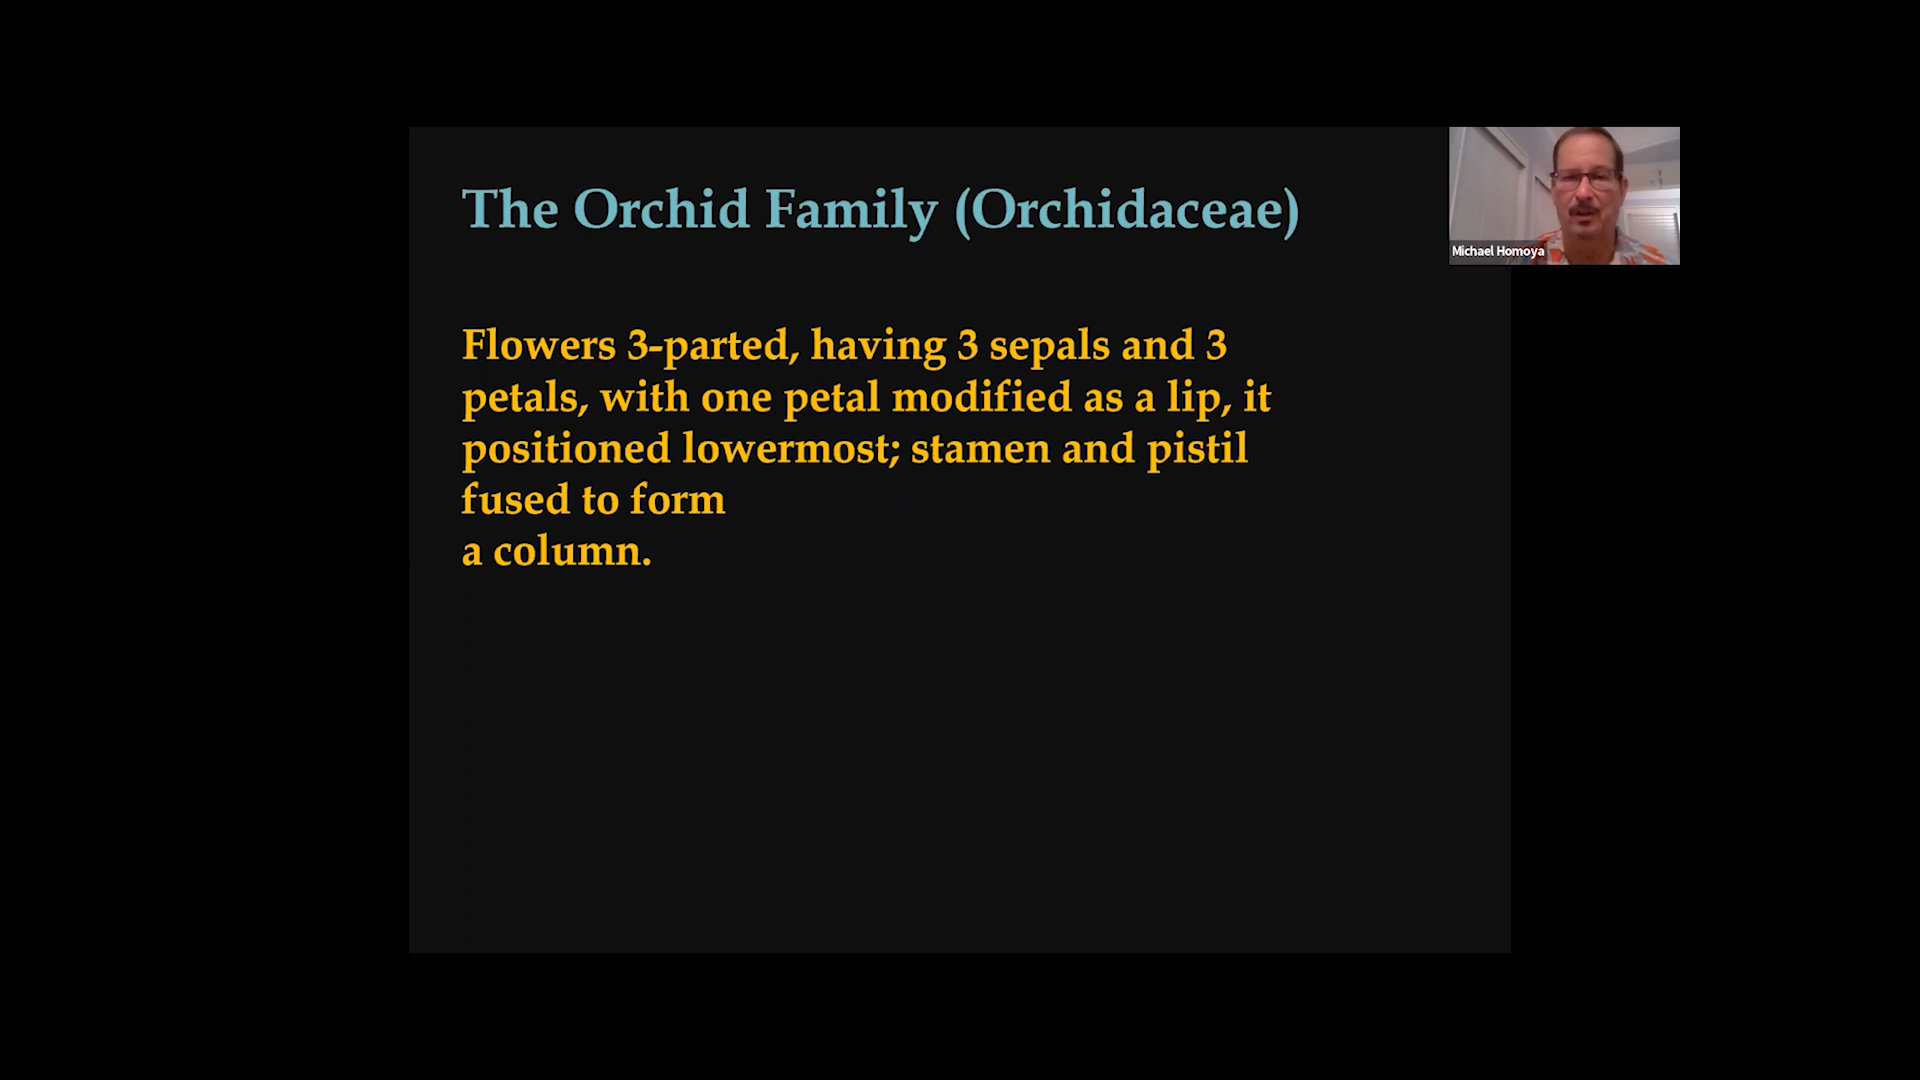 The Orchid Family (Orchidaceae)
Michael Homoya
Flowers 3-parted, having 3 sepals and 3
petals, with one petal modified as a lip, it
positioned lowermost; stamen and pistil
fused to form
a column.